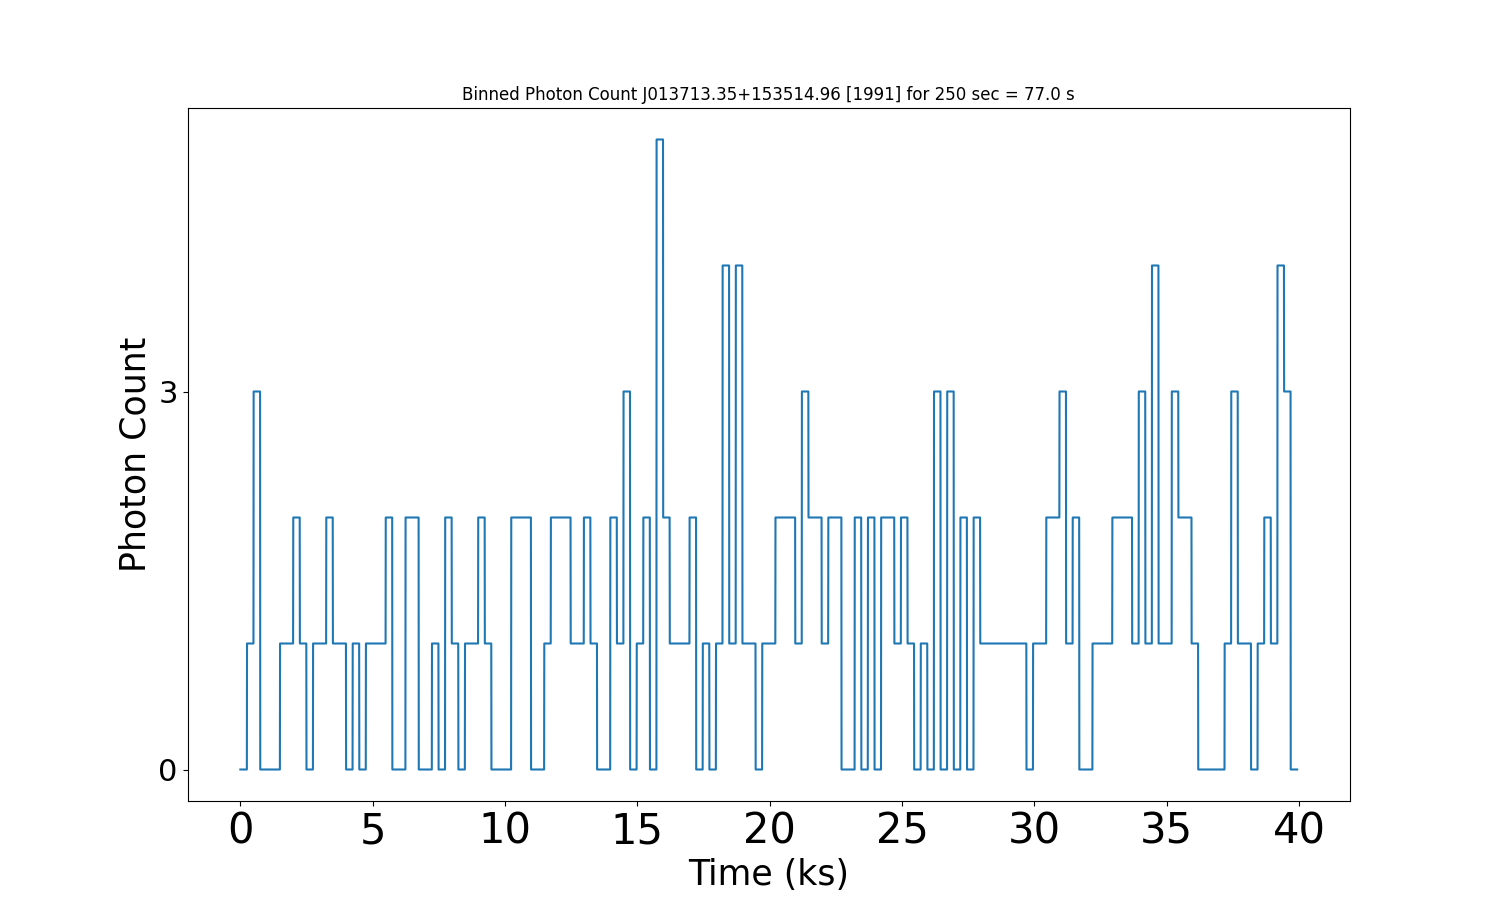 Binned Photon Count J013713.35+153514.96 [1991] for 250 sec = 77.0 s
Photon Count
3
0
0 5 10 15 20 25 30 35 40
Time (ks)